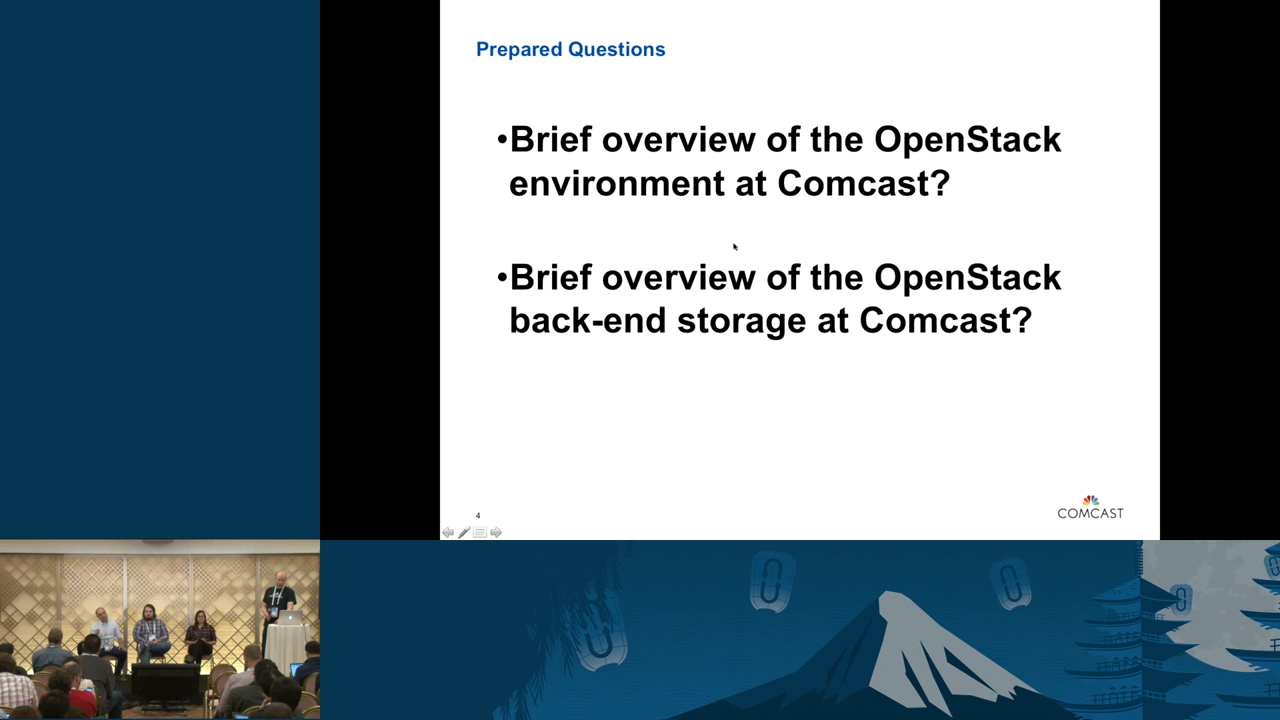 Prepared Questions
•Brief overview of the OpenStack
environment at Comcast?
•Brief overview of the OpenStack
back-end storage at Comcast?
4
COMCAST